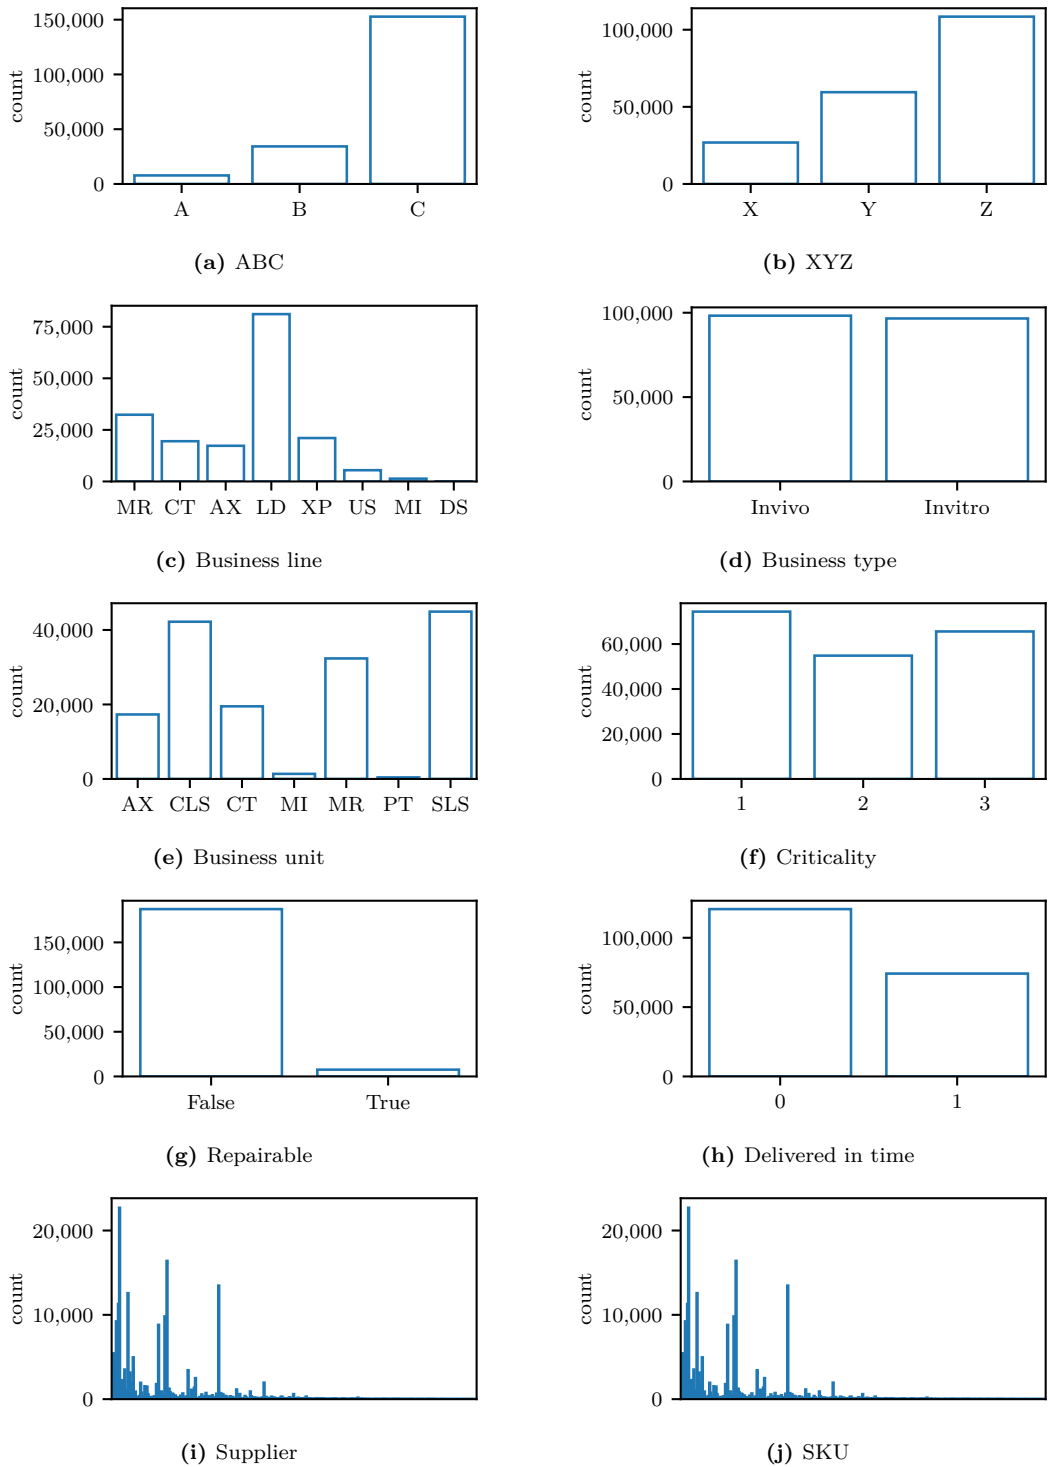 150,000
100,000
50,000
0
count
A B C
(a) ABC
100,000
50,000
0
count
X Y Z
(b) XYZ
75,000
50,000
25,000
0
count
MR CT AX LD XP US MI DS
(c) Business line
100,000
50,000
0
count
Invivo Invitro
(d) Business type
40,000
20,000
0
count
AX CLS CT MI MR PT SLS
(e) Business unit
60,000
40,000
20,000
0
count
1 2 3
(f) Criticality
150,000
100,000
50,000
0
count
False True
(g) Repairable
100,000
50,000
0
count
0 1
(h) Delivered in time
20,000
10,000
0
count
(i) Supplier
20,000
10,000
0
count
(j) SKU